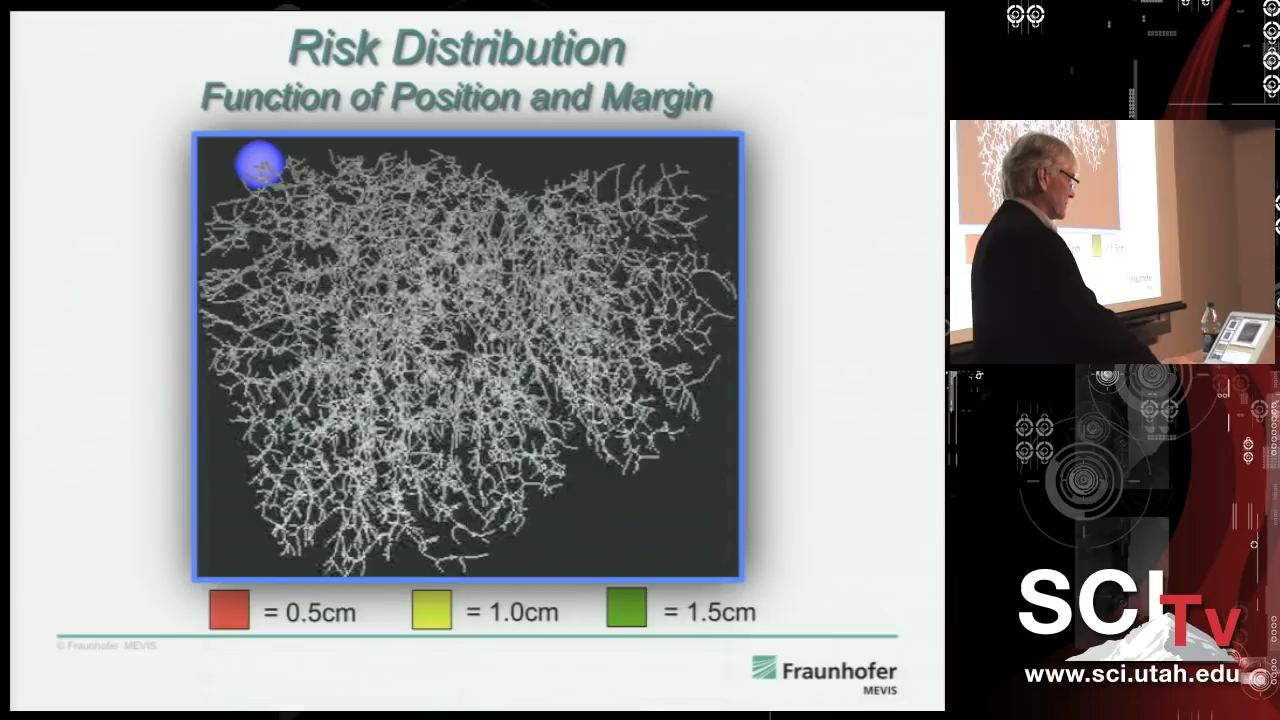 Risk Distribution
Function of Position and Margin
= 0.5cm
= 1.0cm
= 1.5cm
© Fraunhofer MEVIS
Fraunhofer
MEVIS
SCI
TV
www.sci.utah.edu